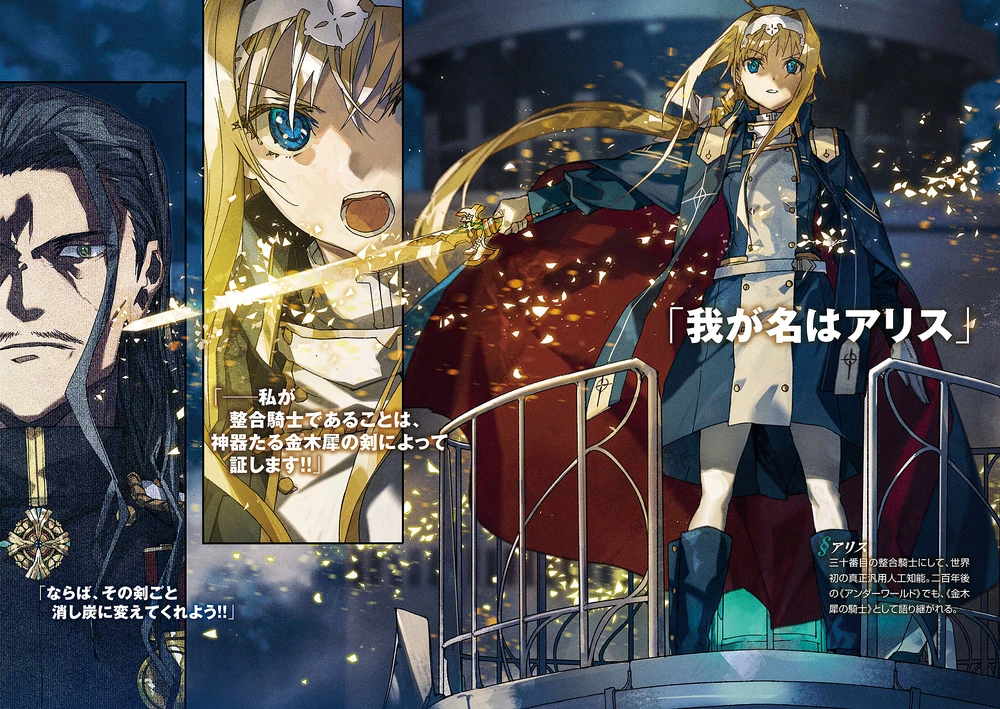 「我が名はアリス」
「――私が
整合騎士であることは、
神器たる金木犀の剣によって
証します!!」
「ならば、その剣ごと
消し炭に変えてくれよう!!」
§アリス
三十番目の整合騎士にして、世界
初の真正汎用人工知能。二百年後
の《アンダーワールド》でも、《金木
犀の騎士》として語り継がれる。